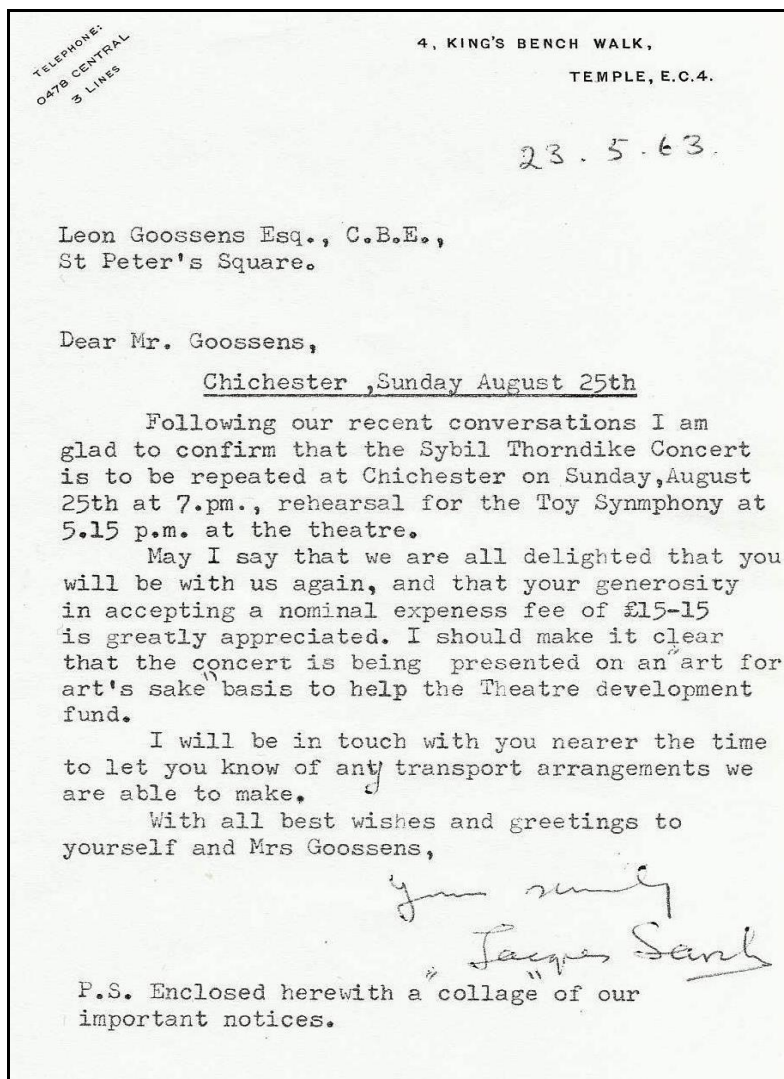 TELEPHONE:
0478 CENTRAL
3 LINES
4, KING'S BENCH WALK,
TEMPLE, E.C.4.
23 . 5 . 63.
Leon Goossens Esq., C.B.E.,
St Peter's Square.
Dear Mr. Goossens,
Chichester ,Sunday August 25th
Following our recent conversations I am
glad to confirm that the Sybil Thorndike Concert
is to be repeated at Chichester on Sunday,August
25th at 7.pm., rehearsal for the Toy Synmphony at
5.15 p.m. at the theatre.
May I say that we are all delighted that you
will be with us again, and that your generosity
in accepting a nominal expeness fee of £15-15
is greatly appreciated. I should make it clear
that the concert is being presented on an "art for
art's sake" basis to help the Theatre development
fund.
I will be in touch with you nearer the time
to let you know of any transport arrangements we
are able to make.
With all best wishes and greetings to
yourself and Mrs Goossens,
Jacques
P.S. Enclosed herewith a "collage" of our
important notices.